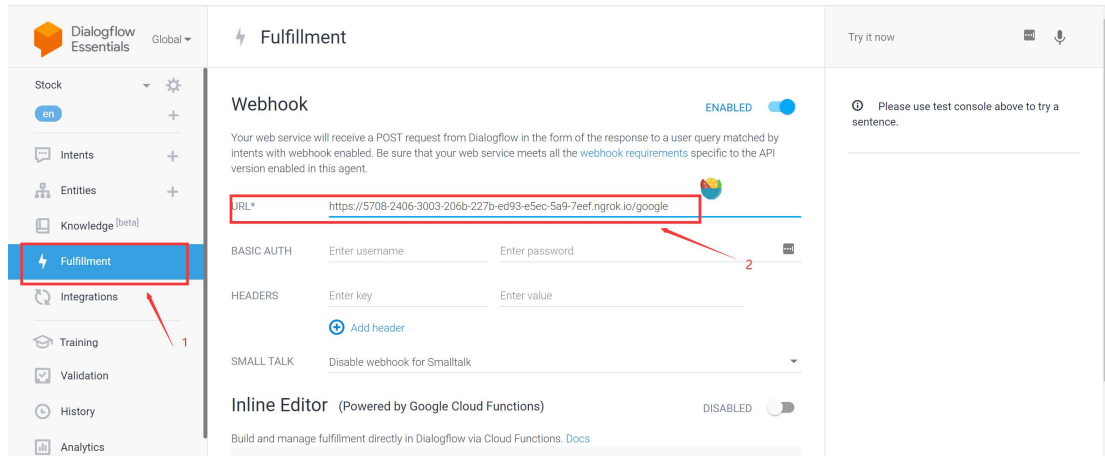 Dialogflow
Essentials
Global
Fulfillment
Try it now
Stock
en
Webhook
ENABLED
Please use test console above to try a
sentence.
Your web service will receive a POST request from Dialogflow in the form of the response to a user query matched by
intents with webhook enabled. Be sure that your web service meets all the webhook requirements specific to the API
version enabled in this agent.
Intents
Entities
Knowledge [beta]
Fulfillment
Integrations
Training
Validation
History
Analytics
URL* https://5708-2406-3003-206b-227b-ed93-e5ec-5a9-7eef.ngrok.io/google
BASIC AUTH Enter username Enter password
HEADERS Enter key Enter value
Add header
SMALL TALK Disable webhook for Smalltalk
1
2
Inline Editor (Powered by Google Cloud Functions) DISABLED
Build and manage fulfillment directly in Dialogflow via Cloud Functions. Docs